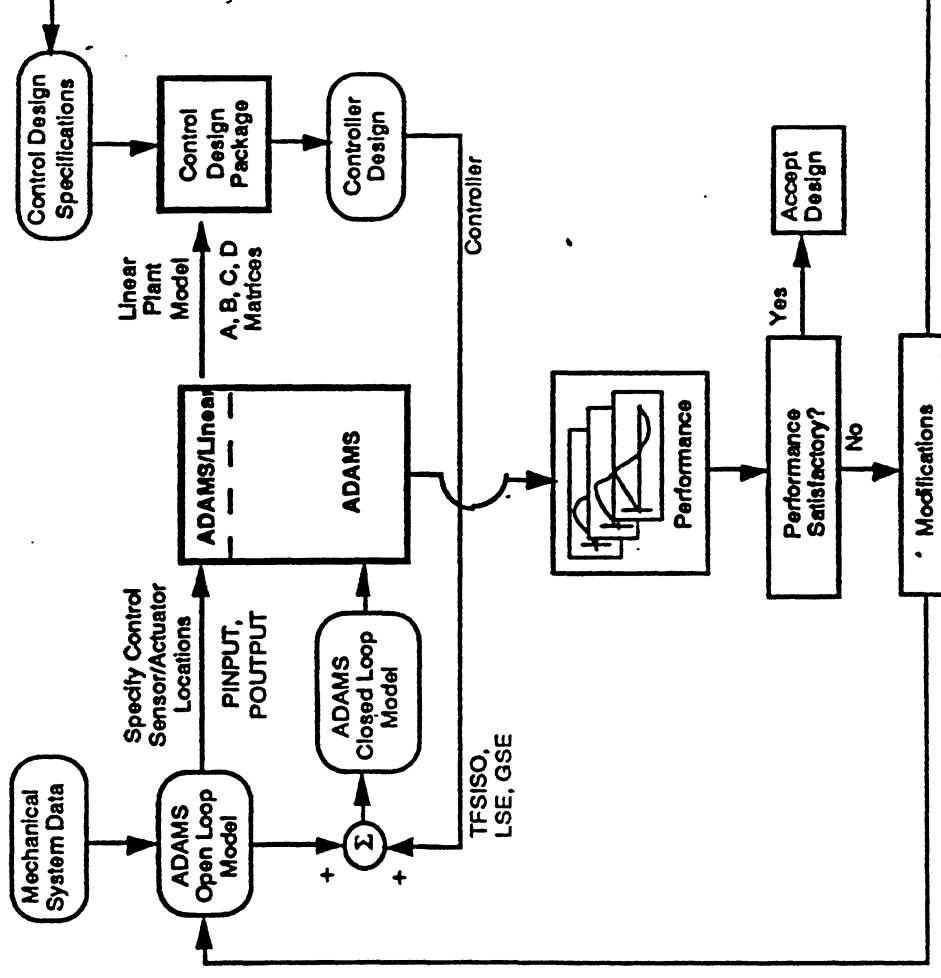 Mechanical
System Data
Control Design
Specifications
ADAMS
Open Loop
Model
Specify Control
Sensor/Actuator
Locations
PINPUT,
POUTPUT
ADAMS/Linear
ADAMS
Linear
Plant
Model
A, B, C, D
Matrices
Control
Design
Package
Controller
Design
Σ
+
+
ADAMS
Closed Loop
Model
TFSISO,
LSE, GSE
Controller
Performance
Performance
Satisfactory?
Yes
Accept
Design
No
Modifications